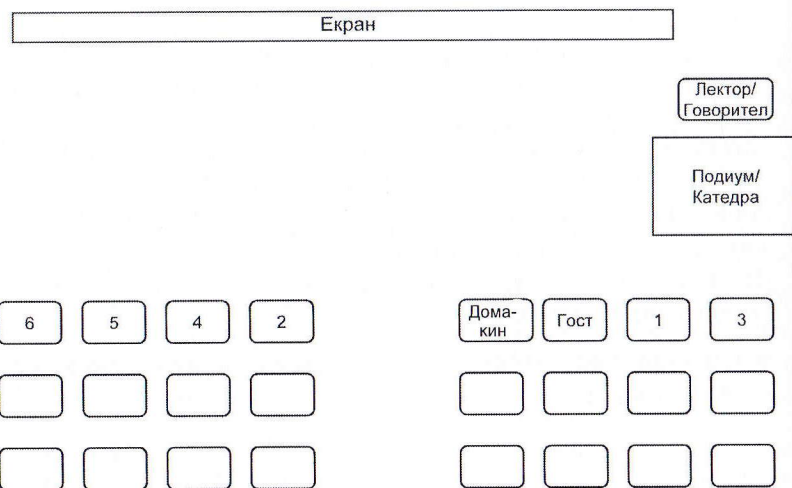 Екран
Лектор/
Говорител
Подиум/
Катедра
6 5 4 2 Дома-
кин Гост 1 3